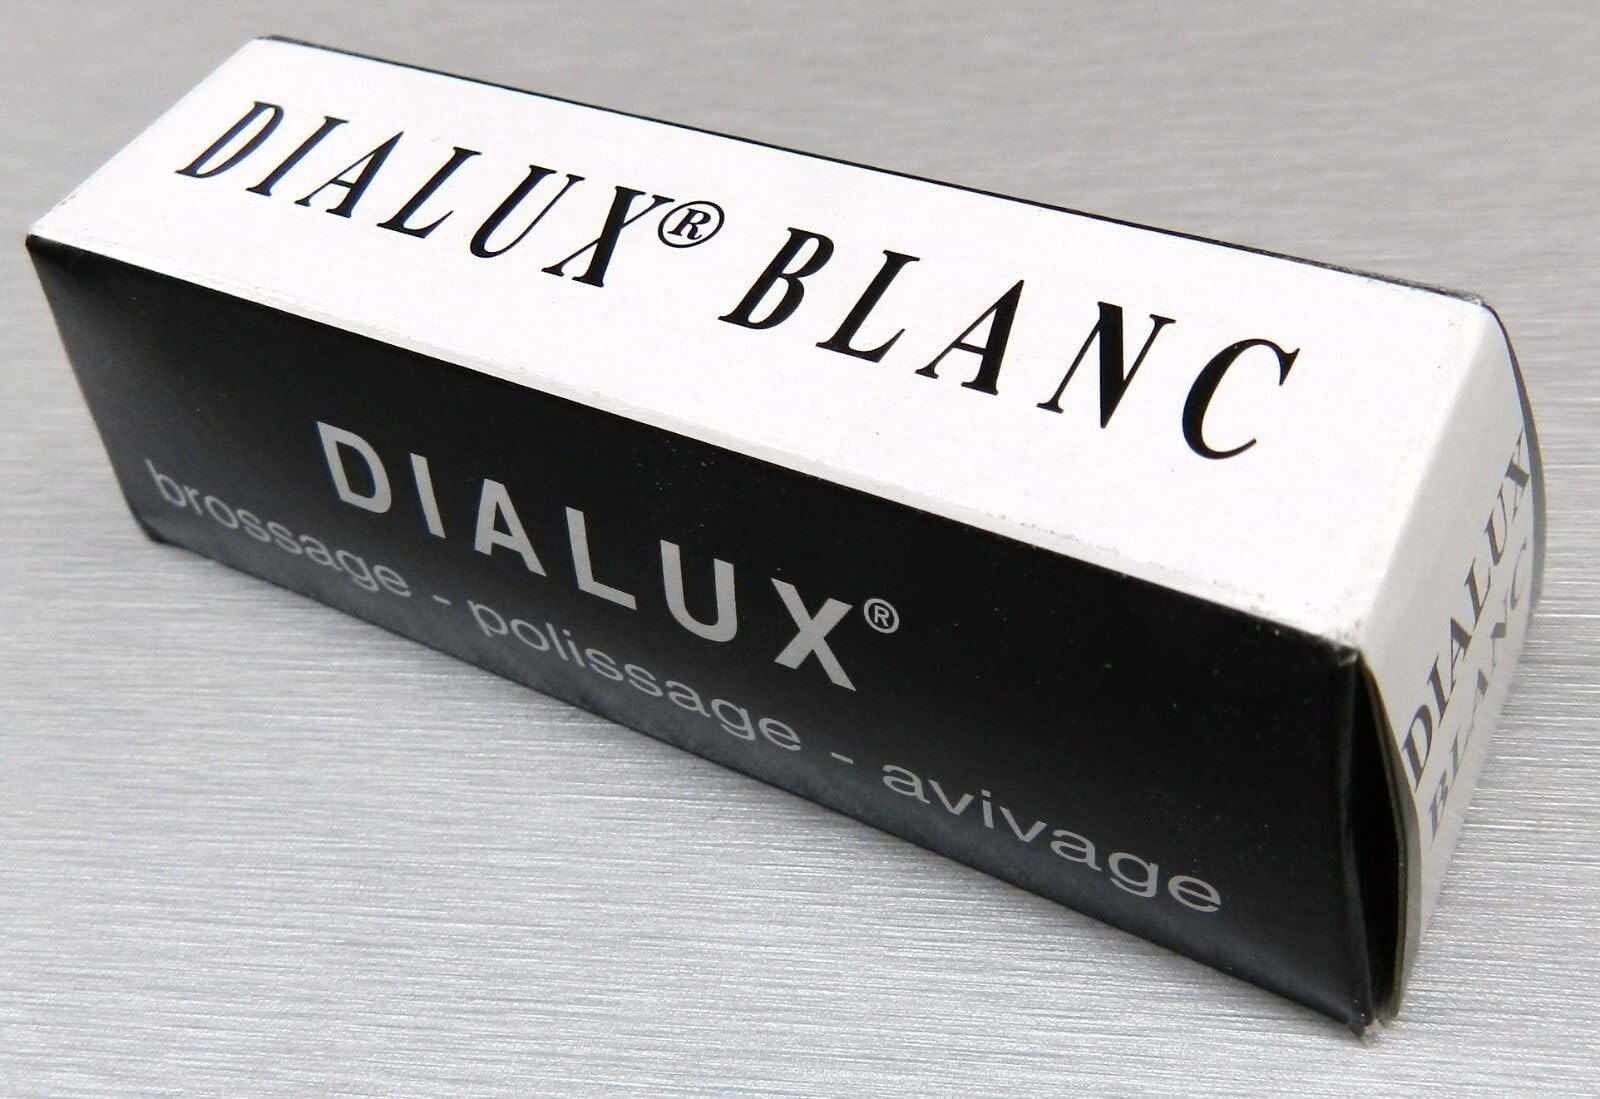 DIALUX® BLANC
DIALUX®
brossage - polissage - avivage
DIALUX
BLANC